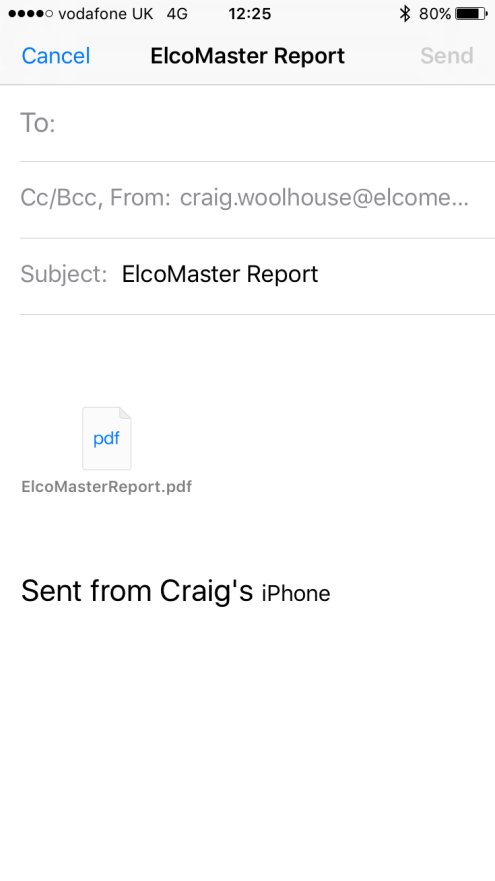 vodafone UK 4G 12:25 80%
Cancel ElcoMaster Report Send
To:
Cc/Bcc, From: craig.woolhouse@elcome...
Subject: ElcoMaster Report
pdf
ElcoMasterReport.pdf
Sent from Craig's iPhone